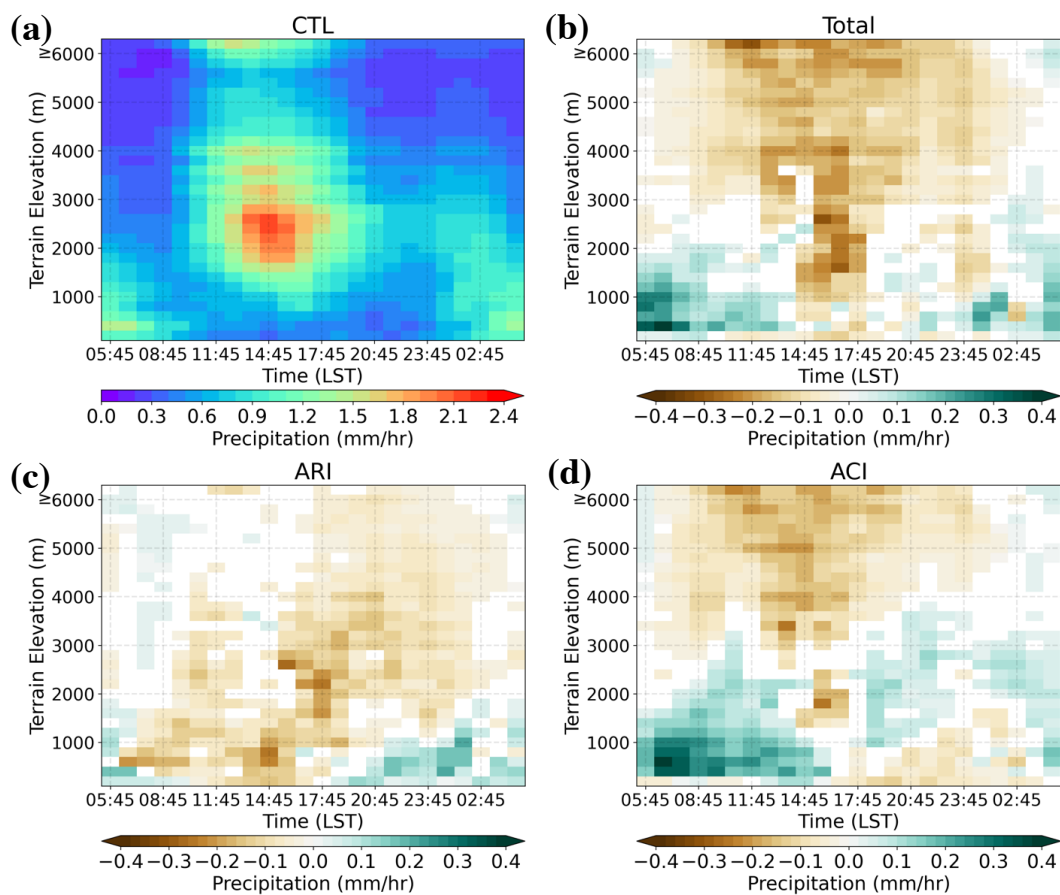 (a)
CTL
Terrain Elevation (m)
≥6000
5000
4000
3000
2000
1000
05:45 08:45 11:45 14:45 17:45 20:45 23:45 02:45
Time (LST)
0.0 0.3 0.6 0.9 1.2 1.5 1.8 2.1 2.4
Precipitation (mm/hr)
(b)
Total
Terrain Elevation (m)
≥6000
5000
4000
3000
2000
1000
05:45 08:45 11:45 14:45 17:45 20:45 23:45 02:45
Time (LST)
−0.4 −0.3 −0.2 −0.1 0.0 0.1 0.2 0.3 0.4
Precipitation (mm/hr)
(c)
ARI
Terrain Elevation (m)
≥6000
5000
4000
3000
2000
1000
05:45 08:45 11:45 14:45 17:45 20:45 23:45 02:45
Time (LST)
−0.4 −0.3 −0.2 −0.1 0.0 0.1 0.2 0.3 0.4
Precipitation (mm/hr)
(d)
ACI
Terrain Elevation (m)
≥6000
5000
4000
3000
2000
1000
05:45 08:45 11:45 14:45 17:45 20:45 23:45 02:45
Time (LST)
−0.4 −0.3 −0.2 −0.1 0.0 0.1 0.2 0.3 0.4
Precipitation (mm/hr)